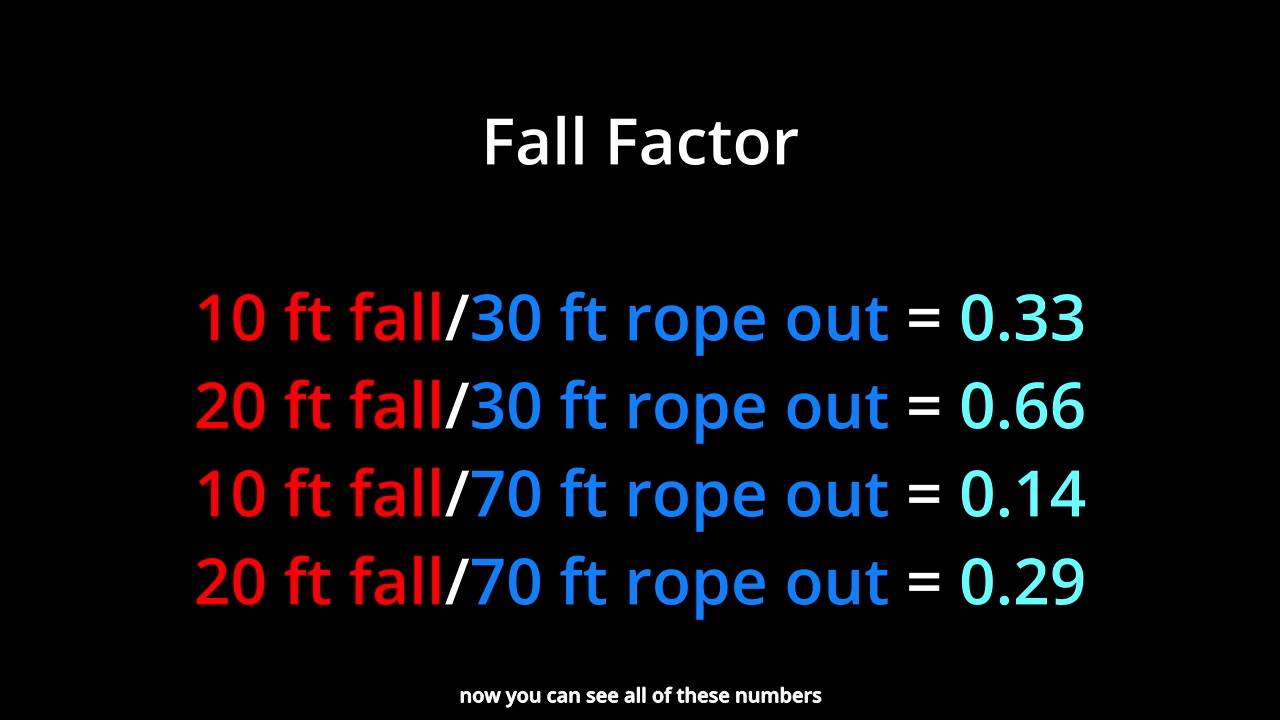 Fall Factor
10 ft fall/30 ft rope out = 0.33
20 ft fall/30 ft rope out = 0.66
10 ft fall/70 ft rope out = 0.14
20 ft fall/70 ft rope out = 0.29
now you can see all of these numbers